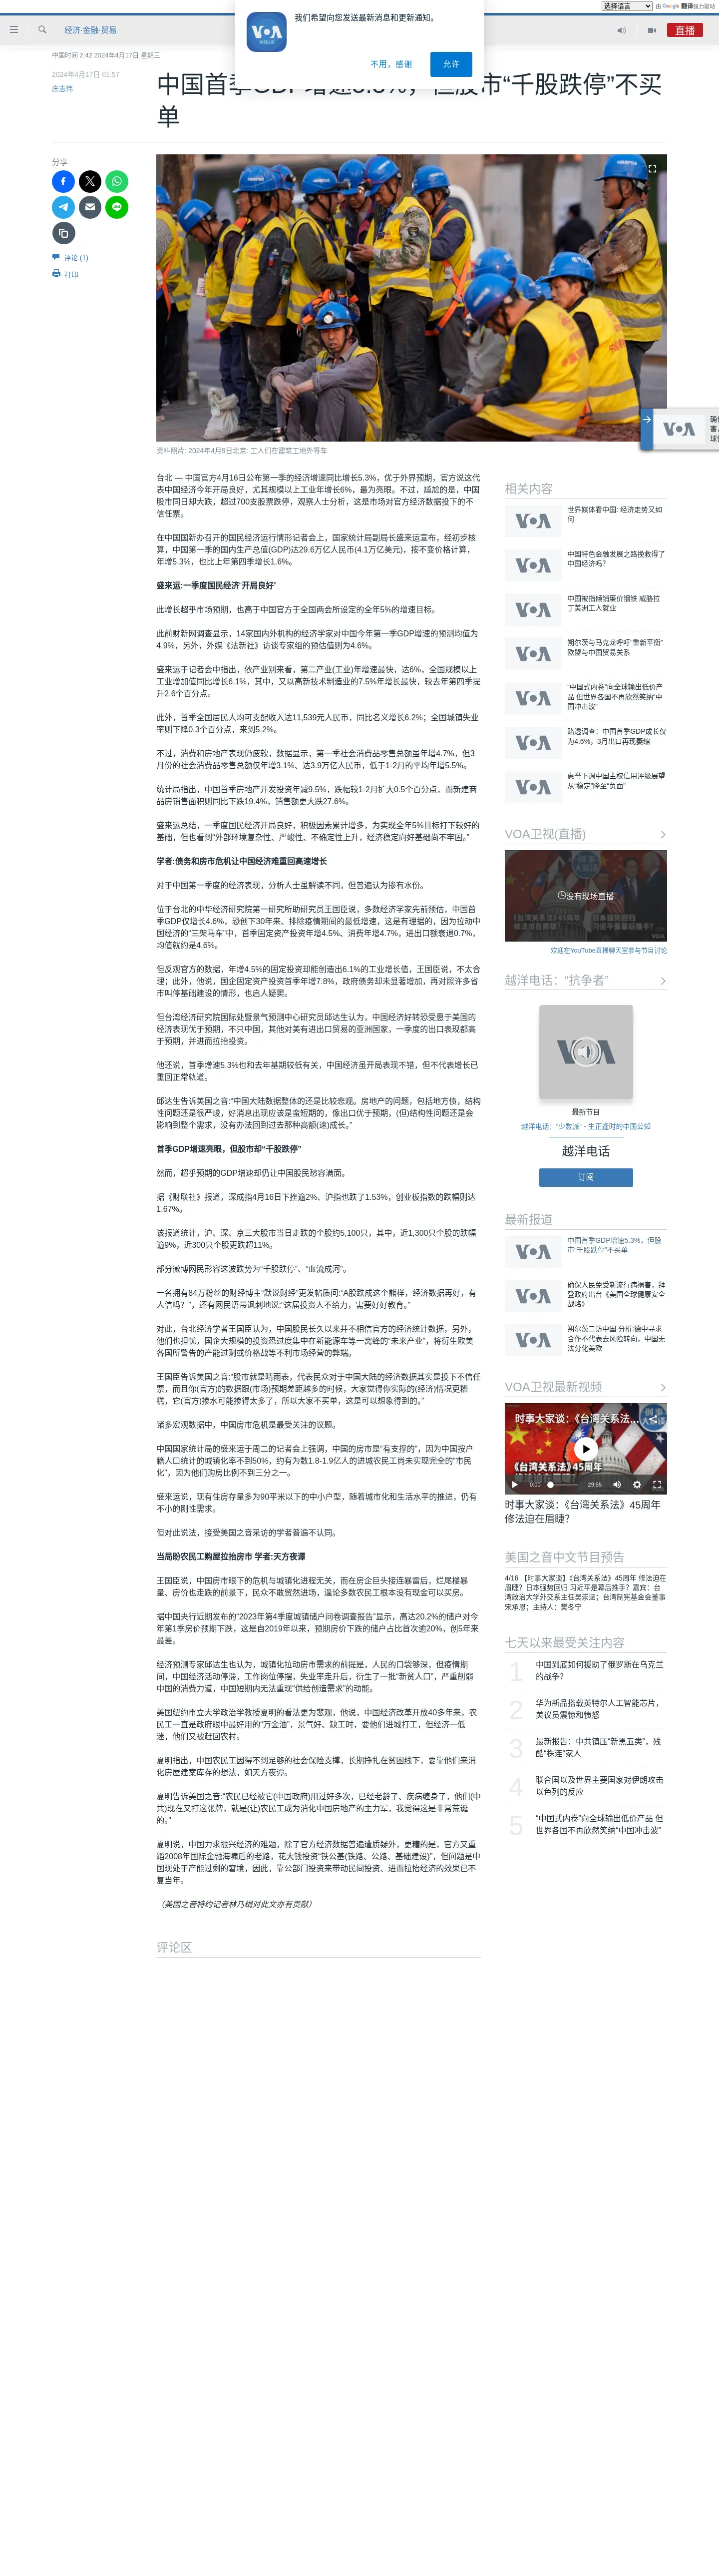 选择语言
由 Google 翻译强力驱动
经济·金融·贸易
直播
我们希望向您发送最新消息和更新通知。
不用，感谢
允许
中国时间 2:42 2024年4月17日 星期三
2024年4月17日 01:57
庄志伟
中国首季GDP增速5.3%，但股市“千股跌停”不买
单
分享
评论 (1)
打印
资料照片: 2024年4月9日北京: 工人们在建筑工地外等车
台北 — 中国官方4月16日公布第一季的经济增速同比增长5.3%，优于外界预期，官方说这代
表中国经济今年开局良好，尤其规模以上工业年增长6%，最为亮眼。不过，尴尬的是，中国
股市同日却大跌，超过700支股票跌停，观察人士分析，这是市场对官方经济数据投下的不
信任票。
在中国国新办召开的国民经济运行情形记者会上，国家统计局副局长盛来运宣布，经初步核
算，中国第一季的国内生产总值(GDP)达29.6万亿人民币(4.1万亿美元)，按不变价格计算，
年增5.3%，也比上年第四季增长1.6%。
盛来运:一季度国民经济“开局良好”
此增长超乎市场预期，也高于中国官方于全国两会所设定的全年5%的增速目标。
此前财新网调查显示，14家国内外机构的经济学家对中国今年第一季GDP增速的预测均值为
4.9%，另外，外媒《法新社》访谈专家组的预估值则为4.6%。
盛来运于记者会中指出，依产业别来看，第二产业(工业)年增速最快，达6%，全国规模以上
工业增加值同比增长6.1%，其中，又以高新技术制造业的7.5%年增长最快，较去年第四季提
升2.6个百分点。
此外，首季全国居民人均可支配收入达11,539元人民币，同比名义增长6.2%；全国城镇失业
率则下降0.3个百分点，来到5.2%。
不过，消费和房地产表现仍疲软，数据显示，第一季社会消费品零售总额虽年增4.7%，但3
月份的社会消费品零售总额仅年增3.1%、达3.9万亿人民币，低于1-2月的平均年增5.5%。
统计局指出，中国首季房地产开发投资年减9.5%，跌幅较1-2月扩大0.5个百分点，而新建商
品房销售面积则同比下跌19.4%，销售额更大跌27.6%。
盛来运总结，一季度国民经济开局良好，积极因素累计增多，为实现全年5%目标打下较好的
基础，但也看到“外部环境复杂性、严峻性、不确定性上升，经济稳定向好基础尚不牢固。”
学者:债务和房市危机让中国经济难重回高速增长
对于中国第一季度的经济表现，分析人士虽解读不同，但普遍认为掺有水份。
位于台北的中华经济研究院第一研究所助研究员王国臣说，多数经济学家先前预估，中国首
季GDP仅增长4.6%，恐创下30年来、排除疫情期间的最低增速，这是有理据的，因为拉动中
国经济的“三架马车”中，首季固定资产投资年增4.5%、消费年增4.7%，进出口额衰退0.7%，
均值就约是4.6%。
但反观官方的数据，年增4.5%的固定投资却能创造出6.1%的工业增长值，王国臣说，不太合
理；此外，他说，国企固定资产投资首季年增7.8%，政府债务却未显著增加，再对照许多省
市叫停基础建设的情形，也启人疑窦。
但台湾经济研究院国际处暨景气预测中心研究员邱达生认为，中国经济好转恐受惠于美国的
经济表现优于预期，不只中国，其他对美有进出口贸易的亚洲国家，一季度的出口表现都高
于预期，并进而拉抬投资。
他还说，首季增速5.3%也和去年基期较低有关，中国经济虽开局表现不错，但不代表增长已
重回正常轨道。
邱达生告诉美国之音:“中国大陆数据整体的还是比较悲观。房地产的问题，包括地方债，结构
性问题还是很严峻，好消息出现应该是蛮短期的，像出口优于预期，(但)结构性问题还是会
影响到整个需求，没有办法回到过去那种高额(速)成长。”
首季GDP增速亮眼，但股市却“千股跌停”
然而，超乎预期的GDP增速却仍让中国股民愁容满面。
据《财联社》报道，深成指4月16日下挫逾2%、沪指也跌了1.53%，创业板指数的跌幅则达
1.67%。
该报道统计，沪、深、京三大股市当日走跌的个股约5,100只，其中，近1,300只个股的跌幅
逾9%，近300只个股更跌超11%。
部分微博网民形容这波跌势为“千股跌停”、“血流成河”。
一名拥有84万粉丝的财经博主“默说财经”更发帖质问:“A股跌成这个熊样，经济数据再好，有
人信吗？”，还有网民语带讽刺地说:“这届投资人不给力，需要好好教育。”
对此，台北经济学者王国臣认为，中国股民长久以来并不相信官方的经济统计数据，另外，
他们也担忧，国企大规模的投资恐过度集中在新能源车等一窝蜂的“未来产业”，将衍生欧美
各国所警告的产能过剩或价格战等不利市场经营的弊端。
王国臣告诉美国之音:“股市就是晴雨表，代表民众对于中国大陆的经济数据其实是投下不信任
票，而且你(官方)的数据跟(市场)预期差距越多的时候，大家觉得你实际的(经济)情况更糟
糕，它(官方)掺水可能掺得太多了，所以大家不买单，这是可以想象得到的。”
诸多宏观数据中，中国房市危机是最受关注的议题。
中国国家统计局的盛来运于周二的记者会上强调，中国的房市是“有支撑的”，因为中国按户
籍人口统计的城镇化率不到50%，约有为数1.8-1.9亿人的进城农民工尚未实现完全的“市民
化”，因为他们购房比例不到三分之一。
盛来运说，现有住房存量多为90平米以下的中小户型，随着城市化和生活水平的推进，仍有
不小的刚性需求。
但对此说法，接受美国之音采访的学者普遍不认同。
当局盼农民工购屋拉抬房市 学者:天方夜谭
王国臣说，中国房市眼下的危机与城镇化进程无关，而在房企巨头接连暴雷后，烂尾楼暴
量、房价也走跌的前景下，民众不敢贸然进场，遑论多数农民工根本没有现金可以买房。
据中国央行近期发布的“2023年第4季度城镇储户问卷调查报告”显示，高达20.2%的储户对今
年第1季房价预期下跌，这是自2019年以来，预期房价下跌的储户占比首次逾20%，创5年来
最差。
经济预测专家邱达生也认为，城镇化拉动房市需求的前提是，人民的口袋够深，但疫情期
间，中国经济活动停滞，工作岗位停摆，失业率走升后，衍生了一批“新贫人口”，严重削弱
中国的消费力道，中国短期内无法重现“供给创造需求”的动能。
美国纽约市立大学政治学教授夏明的看法更为悲观，他说，中国经济改革开放40多年来，农
民工一直是政府眼中最好用的“万金油”，景气好、缺工时，要他们进城打工，但经济一低
迷，他们又被赶回农村。
夏明指出，中国农民工因得不到足够的社会保险支撑，长期挣扎在贫困线下，要靠他们来消
化房屋建案库存的想法，如天方夜谭。
夏明告诉美国之音:“农民已经被它(中国政府)用过好多次，已经老龄了、疾病缠身了，他们(中
共)现在又打这张牌，就是(让)农民工成为消化中国房地产的主力军，我觉得这是非常荒诞
的。”
夏明说，中国力求振兴经济的难题，除了官方经济数据普遍遭质疑外，更糟的是，官方又重
蹈2008年国际金融海啸后的老路，花大钱投资“铁公基(铁路、公路、基础建设)”，但问题是中
国现处于产能过剩的窘境，因此，靠公部门投资来带动民间投资、进而拉抬经济的效果已不
复当年。
（美国之音特约记者林乃绢对此文亦有贡献）
评论区
相关内容
世界媒体看中国: 经济走势又如
何
中国特色金融发展之路挽救得了
中国经济吗?
中国被指倾销廉价钢铁 威胁拉
丁美洲工人就业
朔尔茨与马克龙呼吁“重新平衡”
欧盟与中国贸易关系
“中国式内卷”向全球输出低价产
品 但世界各国不再欣然笑纳“中
国冲击波”
路透调查：中国首季GDP成长仅
为4.6%，3月出口再现萎缩
惠誉下调中国主权信用评级展望
从“稳定”降至“负面”
VOA卫视(直播)
没有现场直播
欢迎在YouTube直播聊天室参与节目讨论
越洋电话：“抗争者”
最新节目
越洋电话：“少数派” - 生正逢时的中国公知
越洋电话
订阅
最新报道
中国首季GDP增速5.3%，但股
市“千股跌停”不买单
确保人民免受新流行病祸害，拜
登政府出台《美国全球健康安全
战略》
朔尔茨二访中国 分析:德中寻求
合作不代表去风险转向，中国无
法分化美欧
VOA卫视最新视频
时事大家谈：《台湾关系法...
《台湾关系法》45周年
0:00
29:55
时事大家谈：《台湾关系法》45周年
修法迫在眉睫?
美国之音中文节目预告
4/16 【时事大家谈】《台湾关系法》45周年 修法迫在
眉睫？日本强势回归 习近平是幕后推手？嘉宾：台
湾政治大学外交系主任吴崇涵；台湾制宪基金会董事
宋承恩；主持人：樊冬宁
七天以来最受关注内容
1
中国到底如何援助了俄罗斯在乌克兰
的战争?
2
华为新品搭载英特尔人工智能芯片，
美议员震惊和愤怒
3
最新报告：中共镇压“新黑五类”，残
酷“株连”家人
4
联合国以及世界主要国家对伊朗攻击
以色列的反应
5
“中国式内卷”向全球输出低价产品 但
世界各国不再欣然笑纳“中国冲击波”